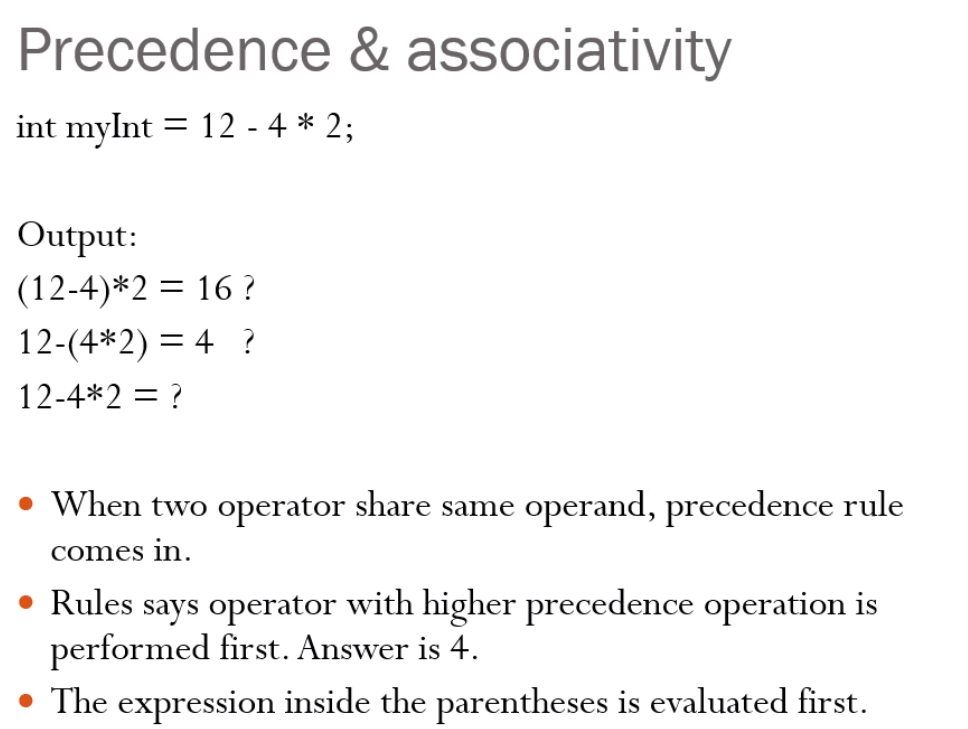 Precedence & associativity
int myInt = 12 - 4 * 2;
Output:
(12-4)*2 = 16 ?
12-(4*2) = 4 ?
12-4*2 = ?
• When two operator share same operand, precedence rule
comes in.
• Rules says operator with higher precedence operation is
performed first. Answer is 4.
• The expression inside the parentheses is evaluated first.